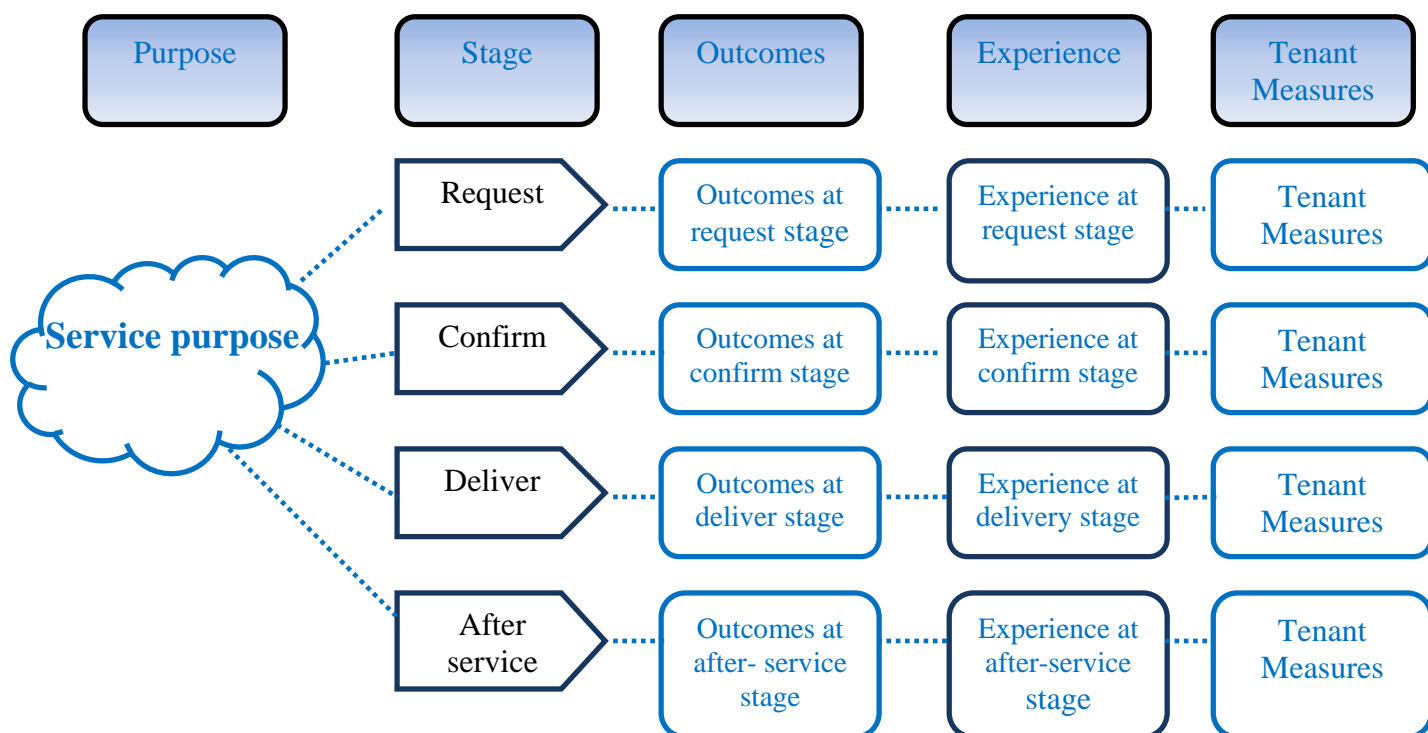 Purpose
Stage
Outcomes
Experience
Tenant
Measures
Service purpose
Request
Outcomes at
request stage
Experience at
request stage
Tenant
Measures
Confirm
Outcomes at
confirm stage
Experience at
confirm stage
Tenant
Measures
Deliver
Outcomes at
deliver stage
Experience at
delivery stage
Tenant
Measures
After
service
Outcomes at
after- service
stage
Experience at
after-service
stage
Tenant
Measures